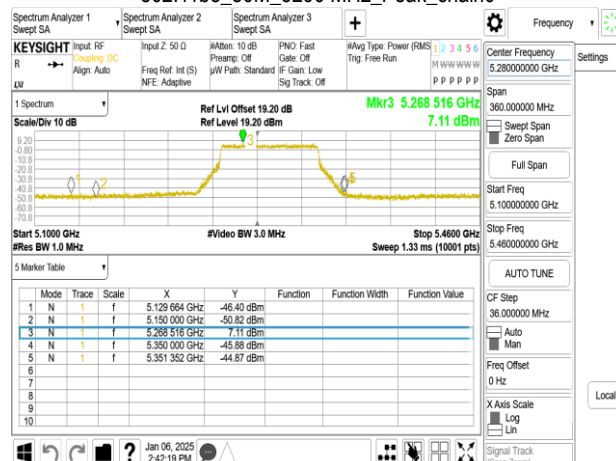 Spectrum Analyzer 1
Swept SA
Spectrum Analyzer 2
Swept SA
Spectrum Analyzer 3
Swept SA
+
Frequency
Settings
KEYSIGHT
R
Input: RF
Coupling: DC
Align: Auto
Input Z: 50 Ω
Freq Ref: Int (S)
NFE: Adaptive
#Atten: 10 dB
Preamp: Off
µW Path: Standard
PNO: Fast
Gate: Off
IF Gain: Low
Sig Track: Off
#Avg Type: Power (RMS
Trig: Free Run
1 2 3 4 5 6
M W W W W W
P P P P P P
1 Spectrum
Scale/Div 10 dB
Ref Lvl Offset 19.20 dB
Ref Level 19.20 dBm
Mkr3 5.268 516 GHz
7.11 dBm
9.20
-0.80
-10.8
-20.8
-30.8
-40.8
-50.8
-60.8
-70.8
1
2
3
5
Start 5.1000 GHz
#Res BW 1.0 MHz
#Video BW 3.0 MHz
Stop 5.4600 GHz
Sweep 1.33 ms (10001 pts)
5 Marker Table
Mode Trace Scale X Y Function Function Width Function Value
1 N 1 f 5.129 664 GHz -46.40 dBm
2 N 1 f 5.150 000 GHz -50.82 dBm
3 N 1 f 5.268 516 GHz 7.11 dBm
4 N 1 f 5.350 000 GHz -45.88 dBm
5 N 1 f 5.351 352 GHz -44.87 dBm
6
7
8
9
10
Center Frequency
5.280000000 GHz
Span
360.000000 MHz
Swept Span
Zero Span
Full Span
Start Freq
5.100000000 GHz
Stop Freq
5.460000000 GHz
AUTO TUNE
CF Step
36.000000 MHz
Auto
Man
Freq Offset
0 Hz
X Axis Scale
Log
Lin
Signal Track
Local
?
Jan 06, 2025
2:42:19 PM